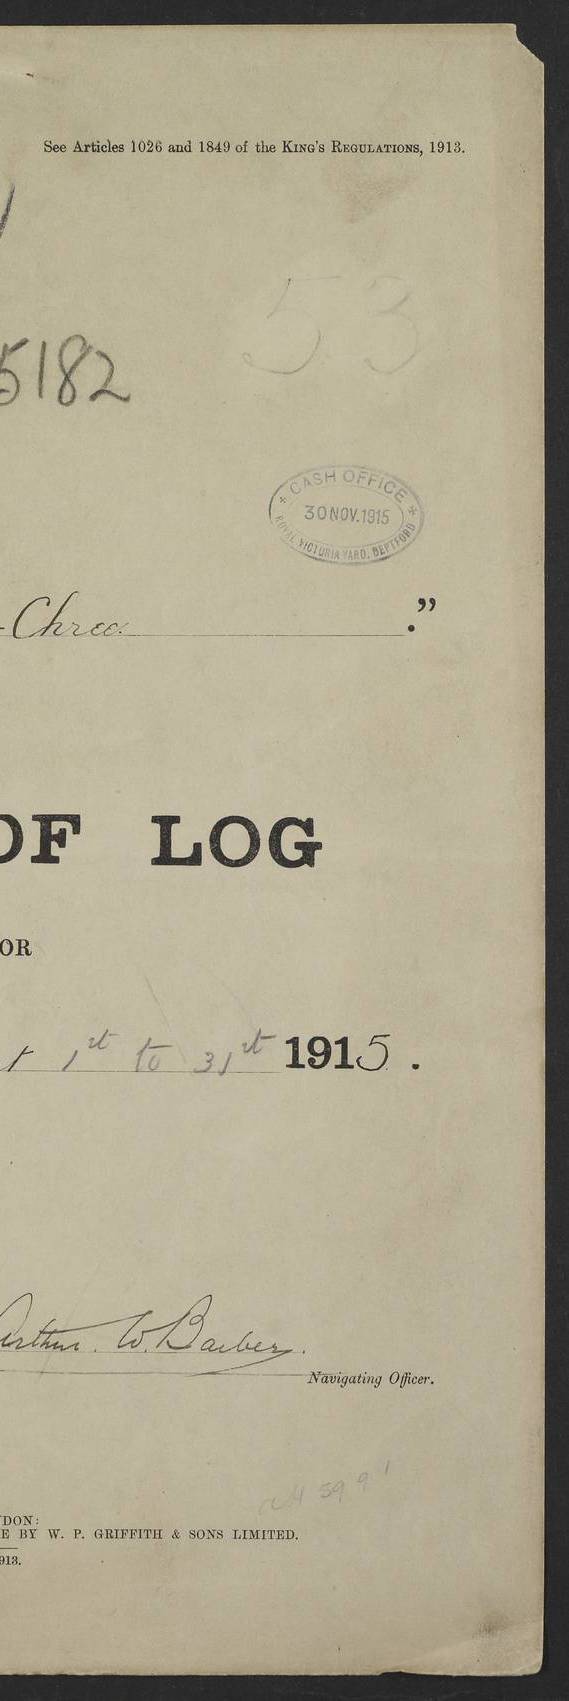 See Articles 1026 and 1849 of the KING'S REGULATIONS, 1913.
53
5182
CASH OFFICE
30 NOV. 1915
ROYAL VICTORIA YARD, DEPTFORD
-Chree. ."
OF LOG
OR
1st to 31st 1915.
Arthur. W. Barber.
Navigating Officer.
NDON:
E BY W. P. GRIFFITH & SONS LIMITED.
913.